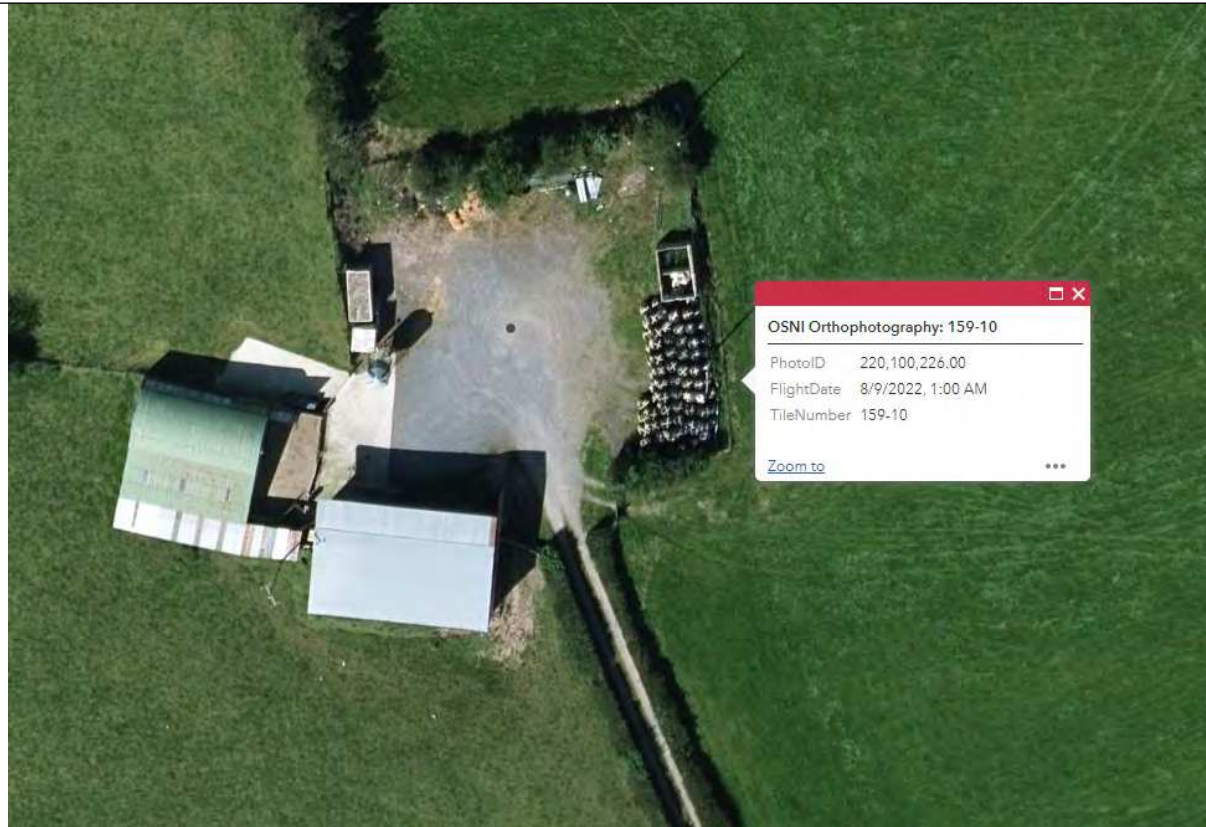 OSNI Orthophotography: 159-10
PhotoID 220,100,226.00
FlightDate 8/9/2022, 1:00 AM
TileNumber 159-10
Zoom to